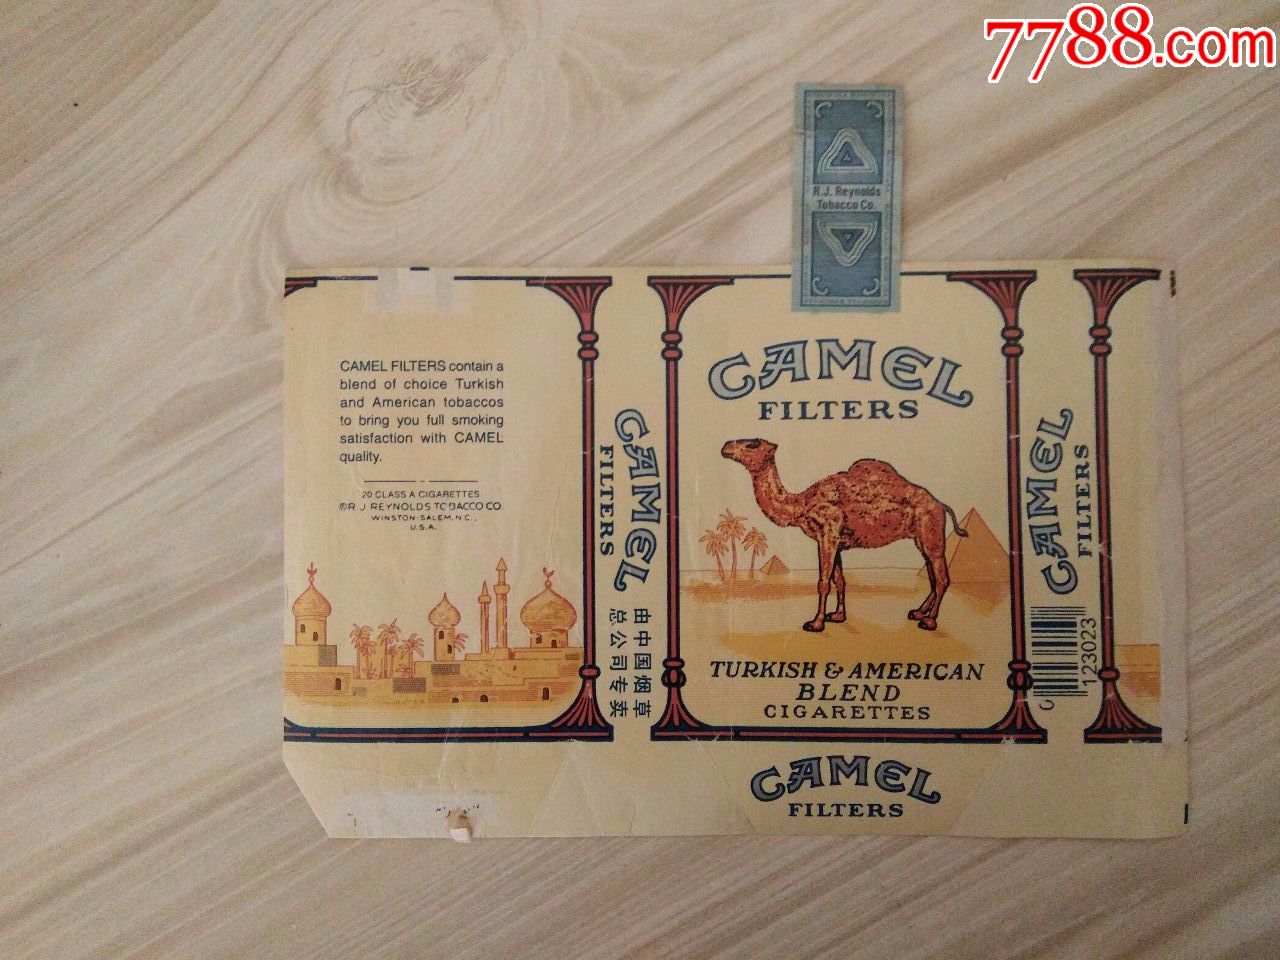 7788.com
R.J. Reynolds
Tobacco Co.
CAMEL FILTERS contain a
blend of choice Turkish
and American tobaccos
to bring you full smoking
satisfaction with CAMEL
quality.
20 CLASS A CIGARETTES
©R.J. REYNOLDS TOBACCO CO.
WINSTON-SALEM, N.C.,
U.S.A.
CAMEL
FILTERS
由中国烟草
总公司专卖
CAMEL
FILTERS
TURKISH & AMERICAN
BLEND
CIGARETTES
CAMEL
FILTERS
0 123023
CAMEL
FILTERS